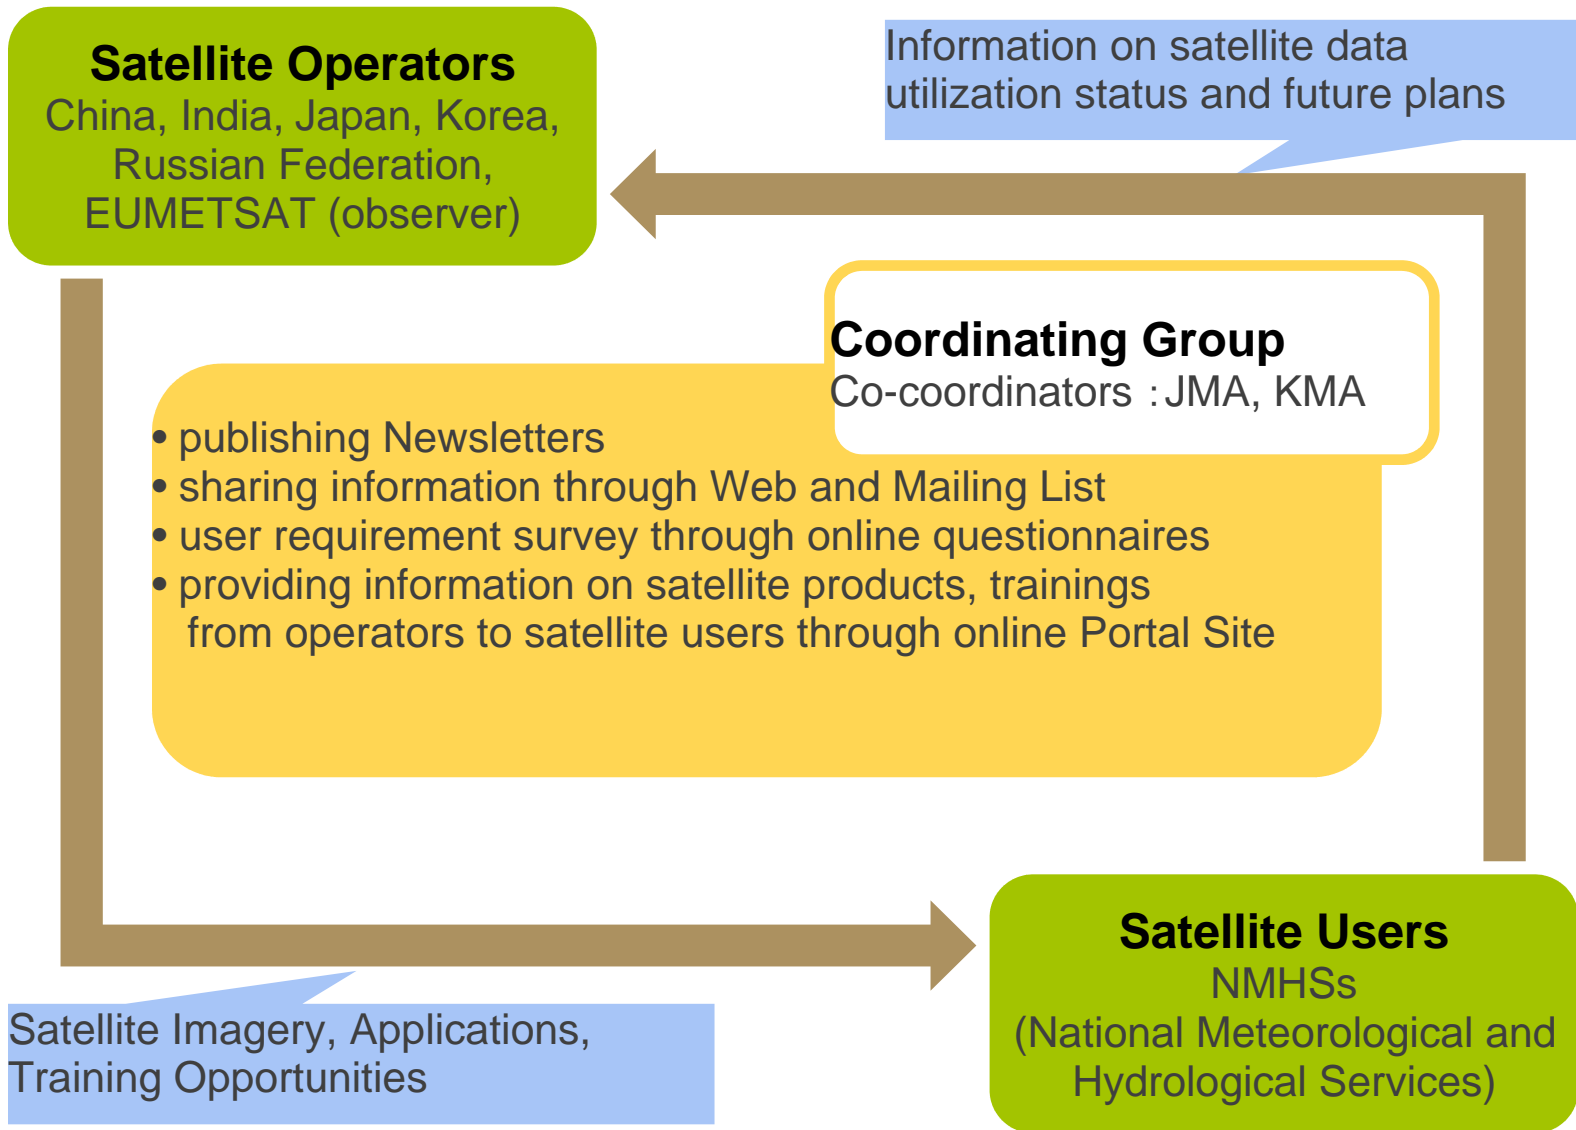 Satellite Operators
China, India, Japan, Korea,
Russian Federation,
EUMETSAT (observer)
Information on satellite data
utilization status and future plans
Coordinating Group
Co-coordinators : JMA, KMA
• publishing Newsletters
• sharing information through Web and Mailing List
• user requirement survey through online questionnaires
• providing information on satellite products, trainings
from operators to satellite users through online Portal Site
Satellite Imagery, Applications,
Training Opportunities
Satellite Users
NMHSs
(National Meteorological and
Hydrological Services)